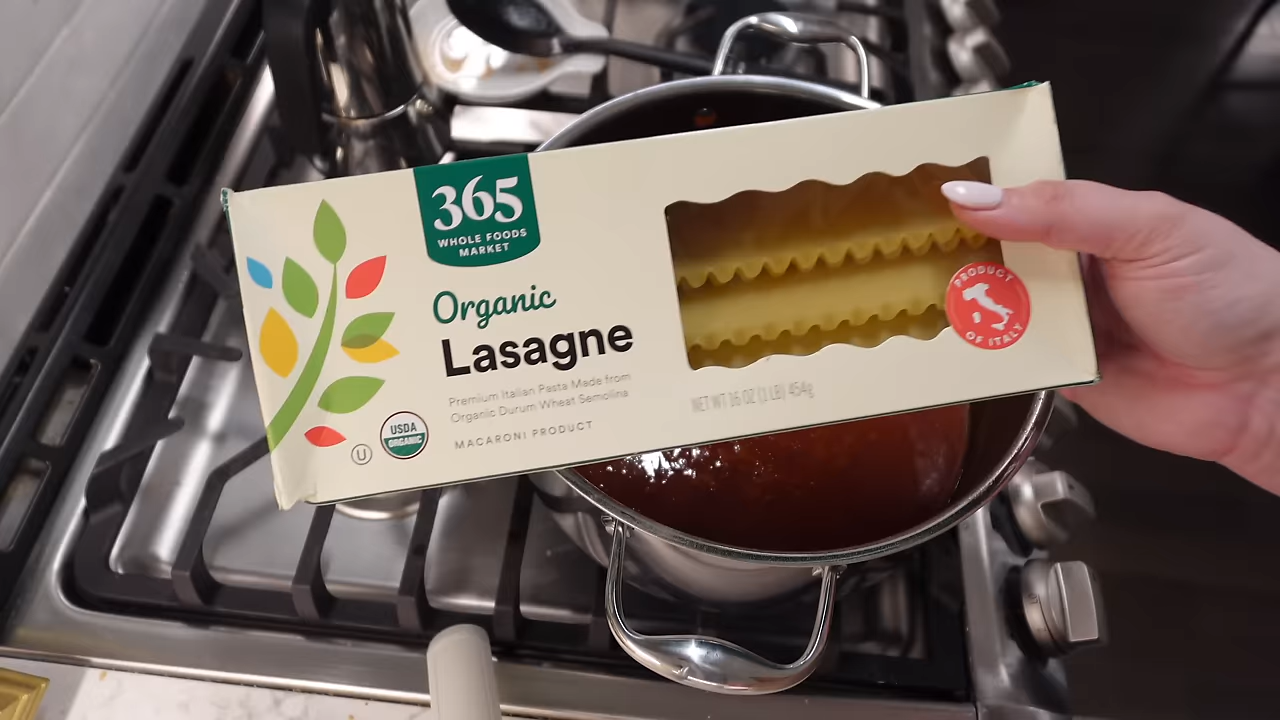 365
WHOLE FOODS
MARKET
Organic
Lasagne
Premium Italian Pasta Made from
Organic Durum Wheat Semolina
MACARONI PRODUCT
U
USDA
ORGANIC
NET WT 16 OZ (1 LB) 454g
PRODUCT
OF ITALY